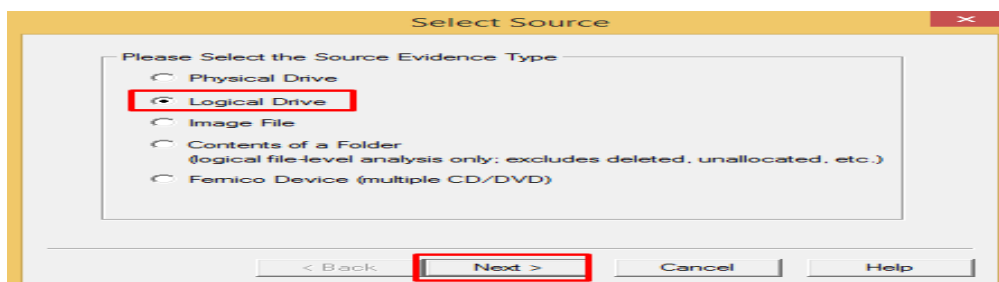 Select Source
Please Select the Source Evidence Type
Physical Drive
Logical Drive
Image File
Contents of a Folder
(logical file-level analysis only; excludes deleted, unallocated, etc.)
Fernico Device (multiple CD/DVD)
< Back Next > Cancel Help